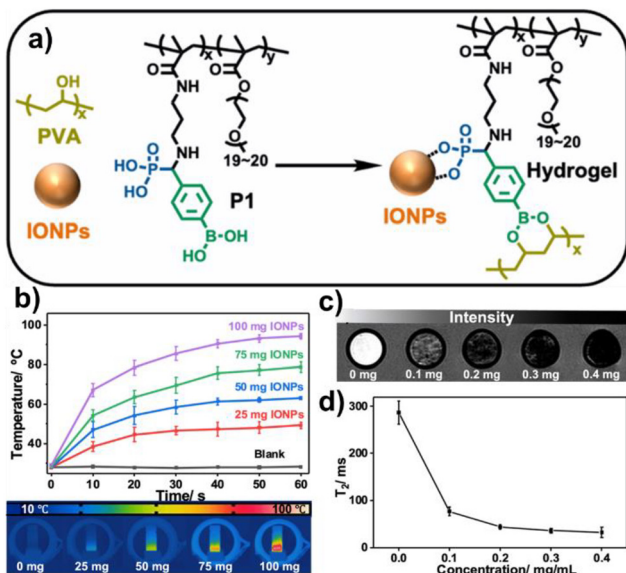 a)
OH
x
PVA
IONPs
x
y
O
O
NH
O
O
19~20
NH
O
HO
P
HO
P1
B
OH
HO
x
y
O
O
NH
O
O
19~20
NH
O
O
P
O
Hydrogel
IONPs
B
O
O
x
b)
100 mg IONPs
75 mg IONPs
50 mg IONPs
25 mg IONPs
Blank
Temperature/ °C
100
80
60
40
0 10 20 30 40 50 60
Time/ s
10 °C 100 °C
0 mg 25 mg 50 mg 75 mg 100 mg
c)
Intensity
0 mg 0.1 mg 0.2 mg 0.3 mg 0.4 mg
d)
T2/ ms
300
200
100
0
0.0 0.1 0.2 0.3 0.4
Concentration/ mg/mL